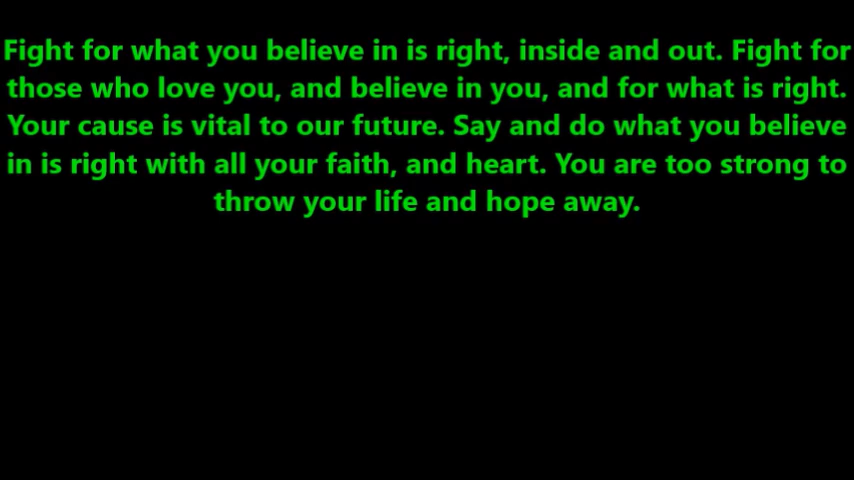 Fight for what you believe in is right, inside and out. Fight for
those who love you, and believe in you, and for what is right.
Your cause is vital to our future. Say and do what you believe
in is right with all your faith, and heart. You are too strong to
throw your life and hope away.